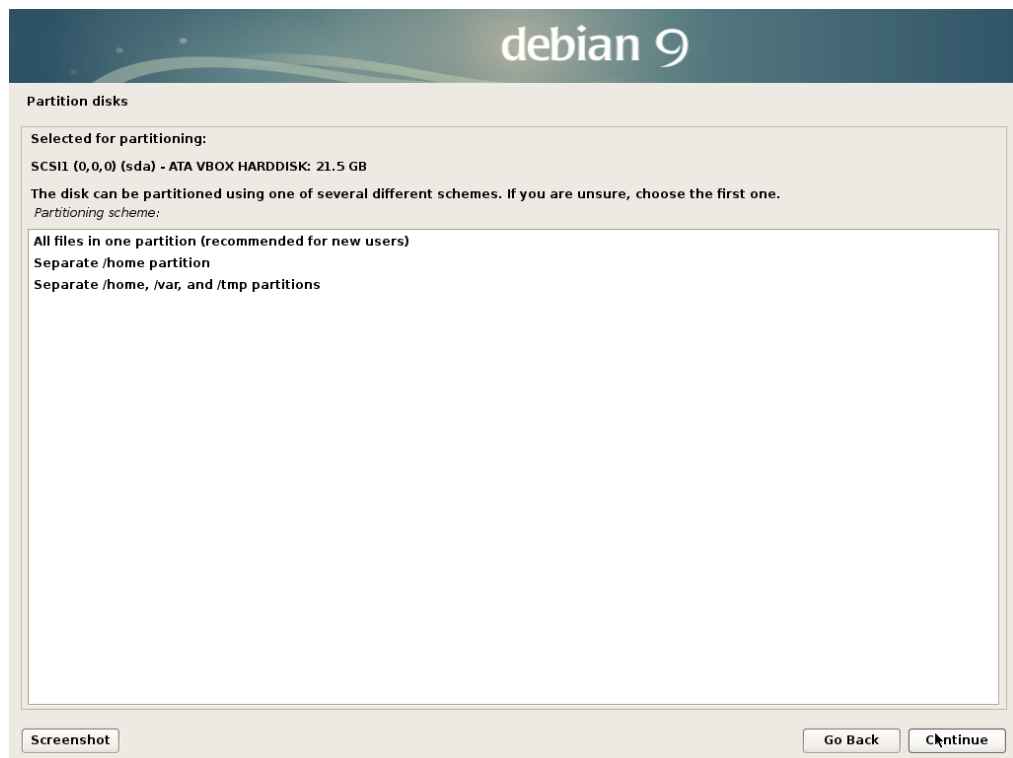 debian 9
Partition disks
Selected for partitioning:
SCSI1 (0,0,0) (sda) - ATA VBOX HARDDISK: 21.5 GB
The disk can be partitioned using one of several different schemes. If you are unsure, choose the first one.
Partitioning scheme:
All files in one partition (recommended for new users)
Separate /home partition
Separate /home, /var, and /tmp partitions
Screenshot
Go Back
Continue